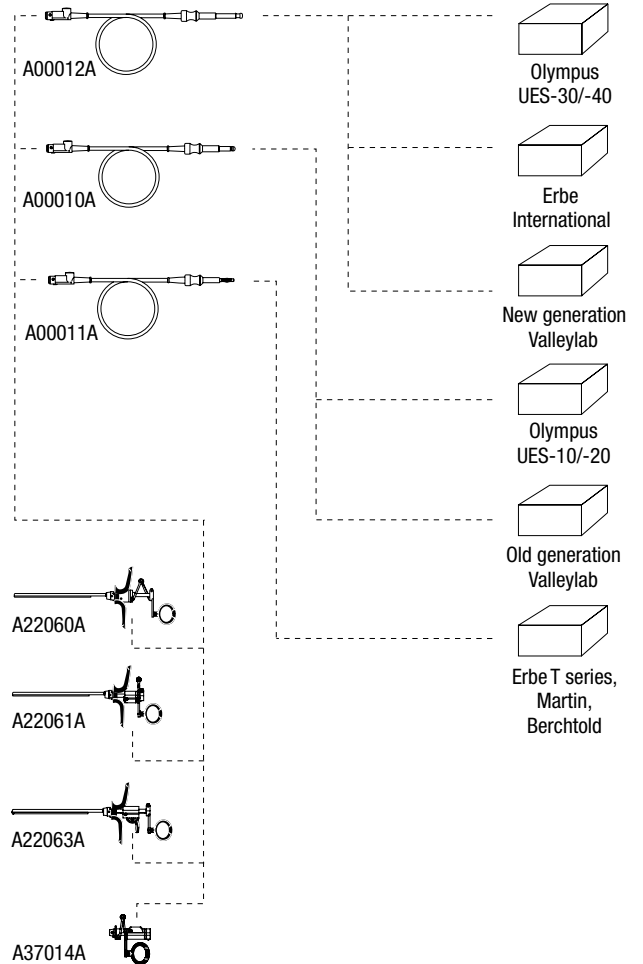 A00012A
Olympus
UES-30/-40
A00010A
Erbe
International
A00011A
New generation
Valleylab
Olympus
UES-10/-20
Old generation
Valleylab
A22060A
Erbe T series,
Martin,
Berchtold
A22061A
A22063A
A37014A